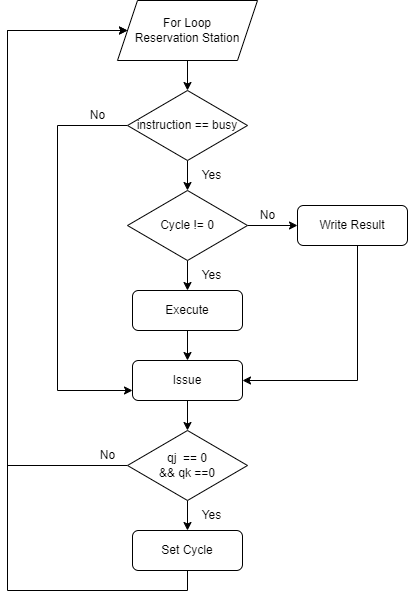 For Loop
Reservation Station
No
instruction == busy
Yes
Cycle != 0
No
Write Result
Yes
Execute
Issue
No
qj  == 0
&& qk ==0
Yes
Set Cycle